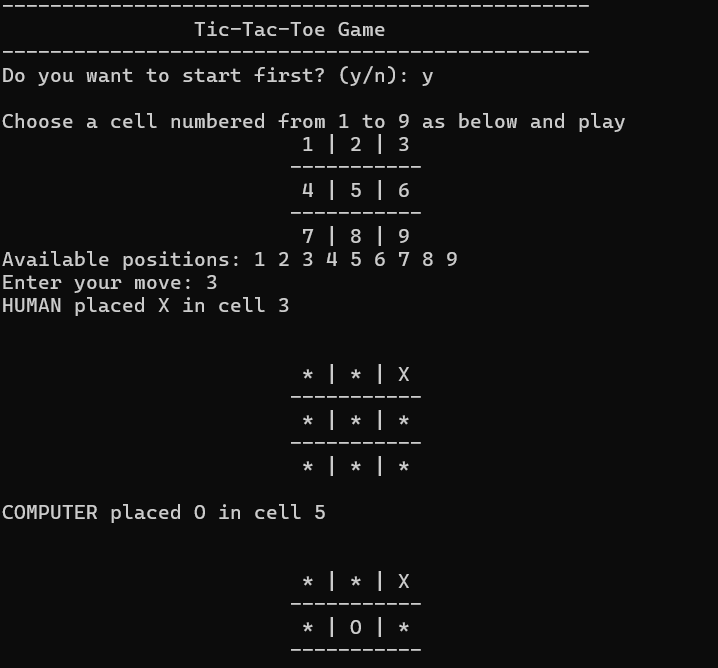 -------------------------------------------------
Tic-Tac-Toe Game
-------------------------------------------------
Do you want to start first? (y/n): y
Choose a cell numbered from 1 to 9 as below and play
1 | 2 | 3
-----------
4 | 5 | 6
-----------
7 | 8 | 9
Available positions: 1 2 3 4 5 6 7 8 9
Enter your move: 3
HUMAN placed X in cell 3
* | * | X
-----------
* | * | *
-----------
* | * | *
COMPUTER placed O in cell 5
* | * | X
-----------
* | O | *
-----------